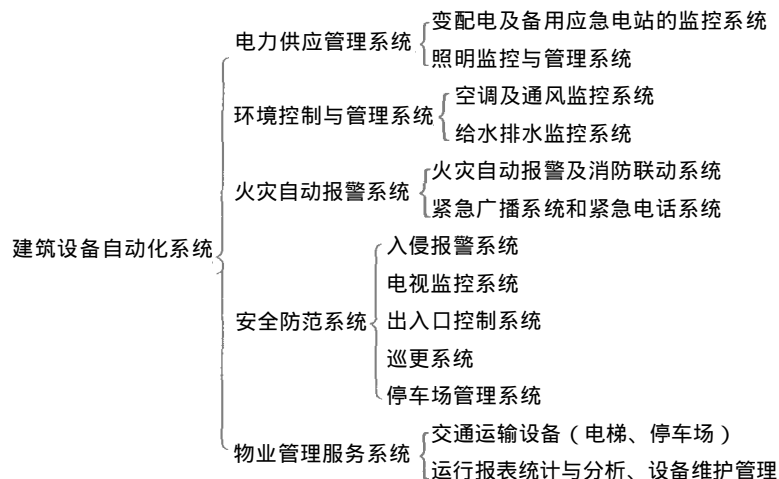 变配电及备用应急电站的监控系统
电力供应管理系统
照明监控与管理系统
空调及通风监控系统
环境控制与管理系统
给水排水监控系统
火灾自动报警及消防联动系统
火灾自动报警系统
紧急广播系统和紧急电话系统
建筑设备自动化系统
入侵报警系统
电视监控系统
安全防范系统
出入口控制系统
巡更系统
停车场管理系统
交通运输设备(电梯、停车场)
物业管理服务系统
运行报表统计与分析、设备维护管理